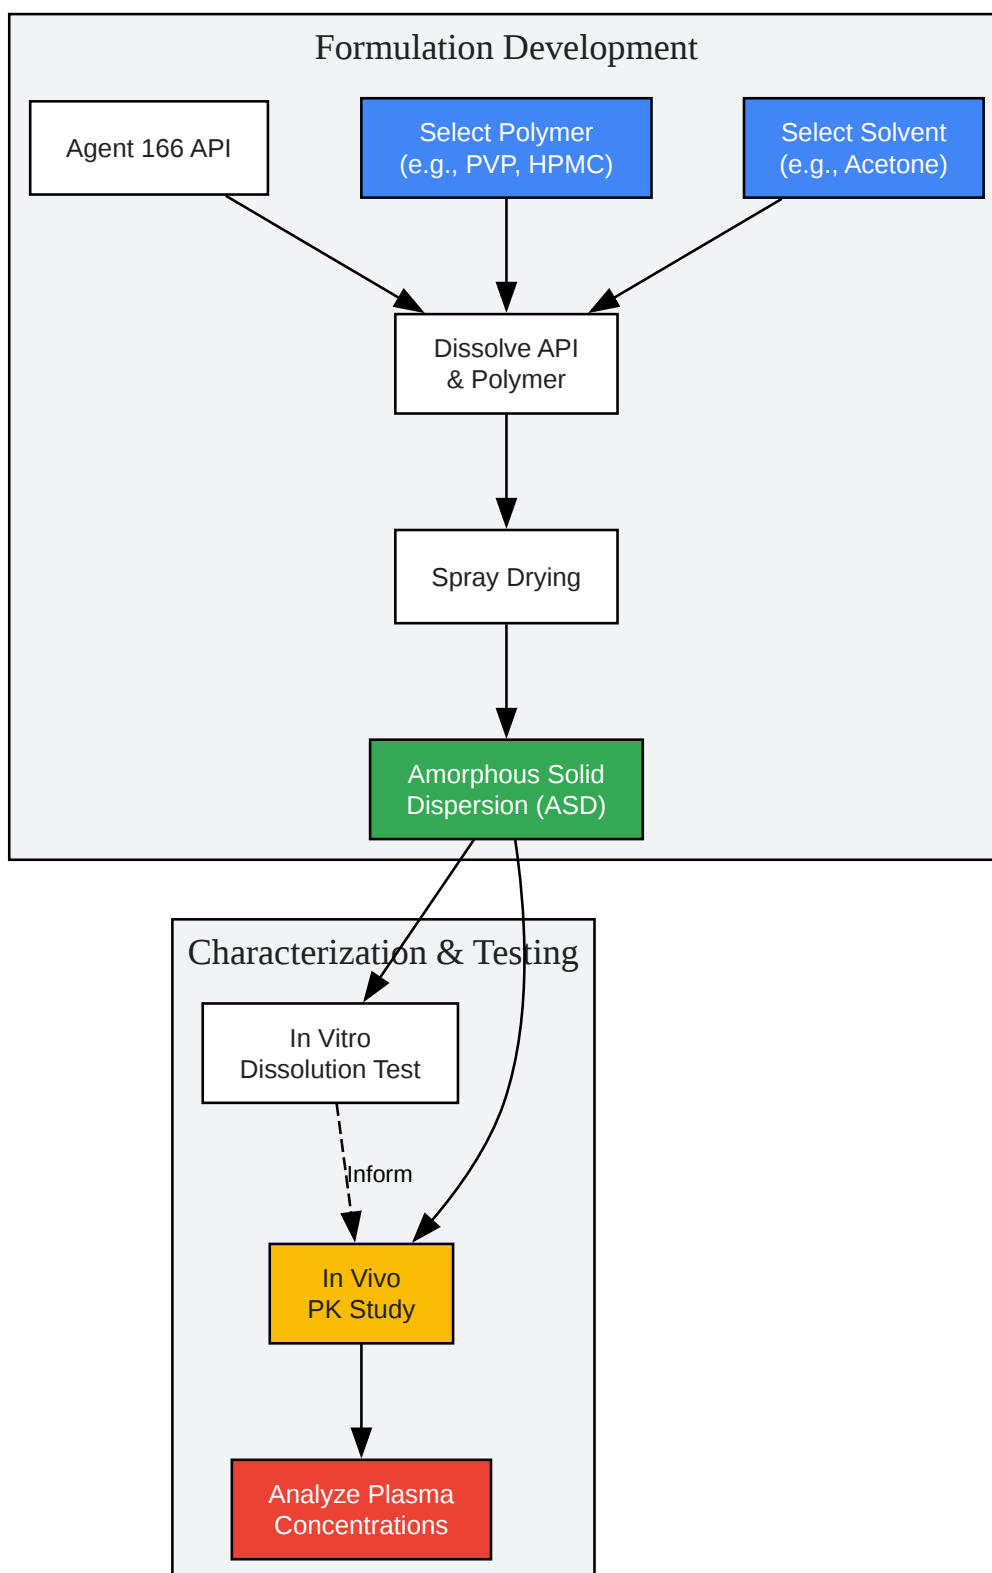 Formulation Development
Agent 166 API
Select Polymer
(e.g., PVP, HPMC)
Select Solvent
(e.g., Acetone)
Dissolve API
& Polymer
Spray Drying
Amorphous Solid
Dispersion (ASD)
Characterization & Testing
In Vitro
Dissolution Test
Inform
In Vivo
PK Study
Analyze Plasma
Concentrations